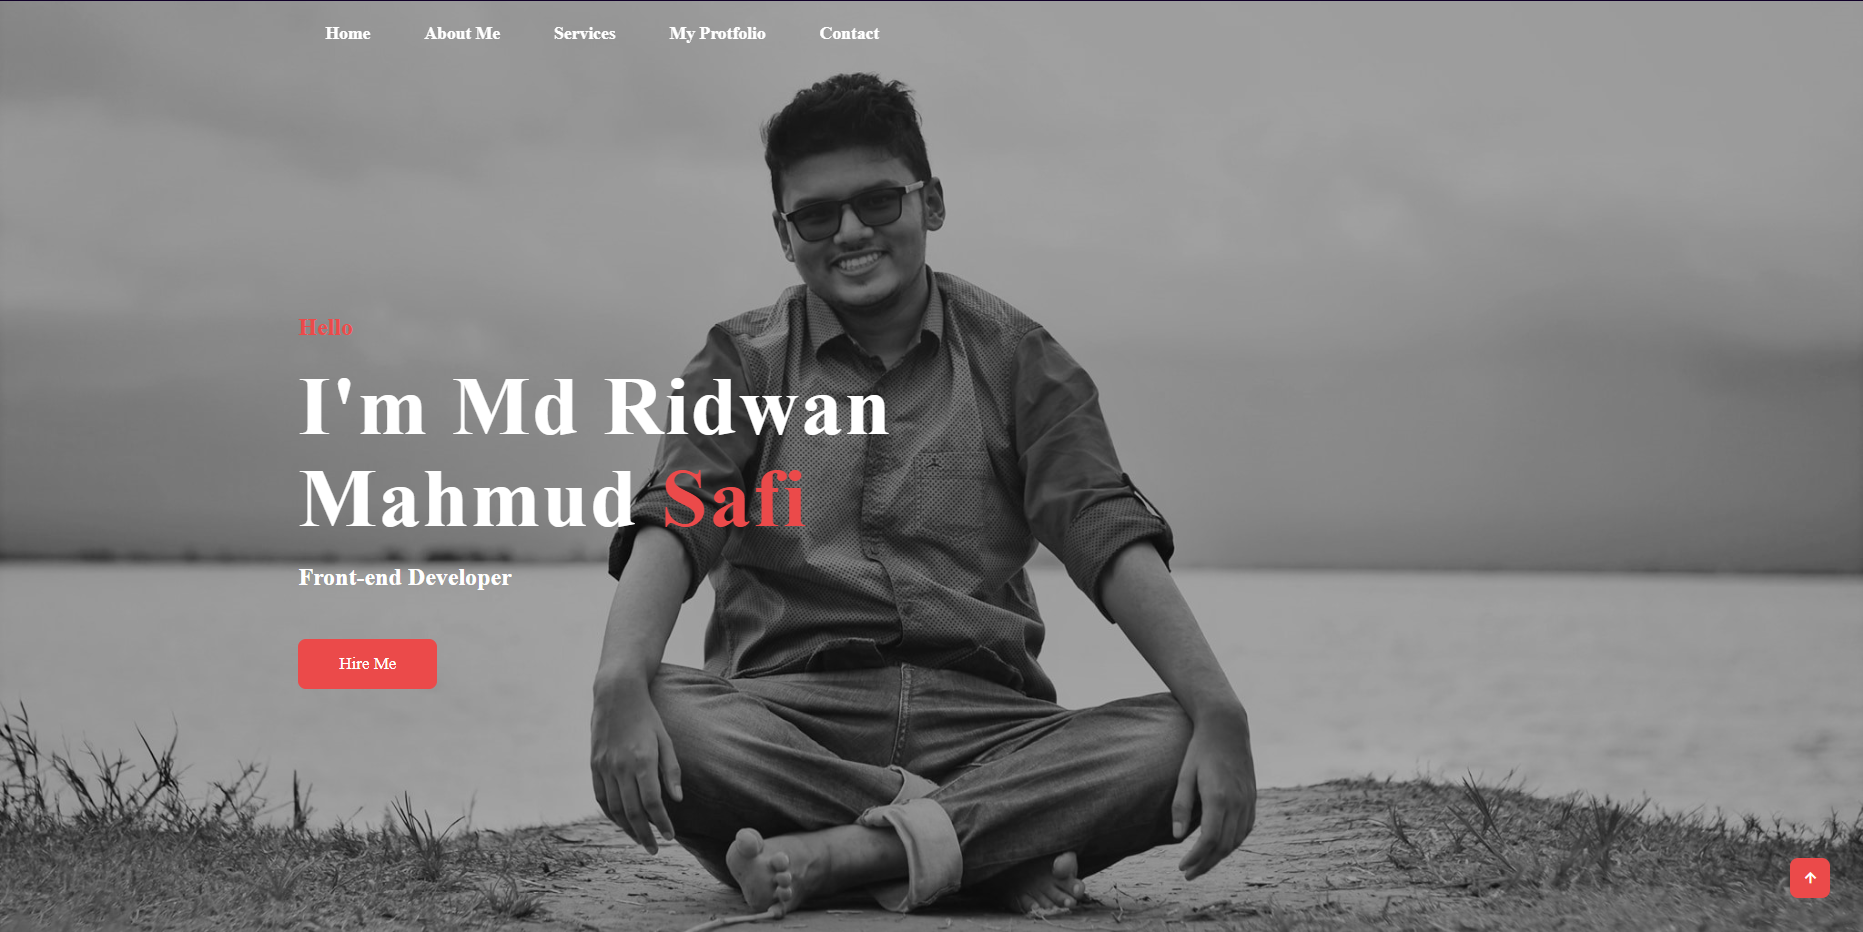 Home About Me Services My Protfolio Contact
Hello
I'm Md Ridwan
Mahmud Safi
Front-end Developer
Hire Me